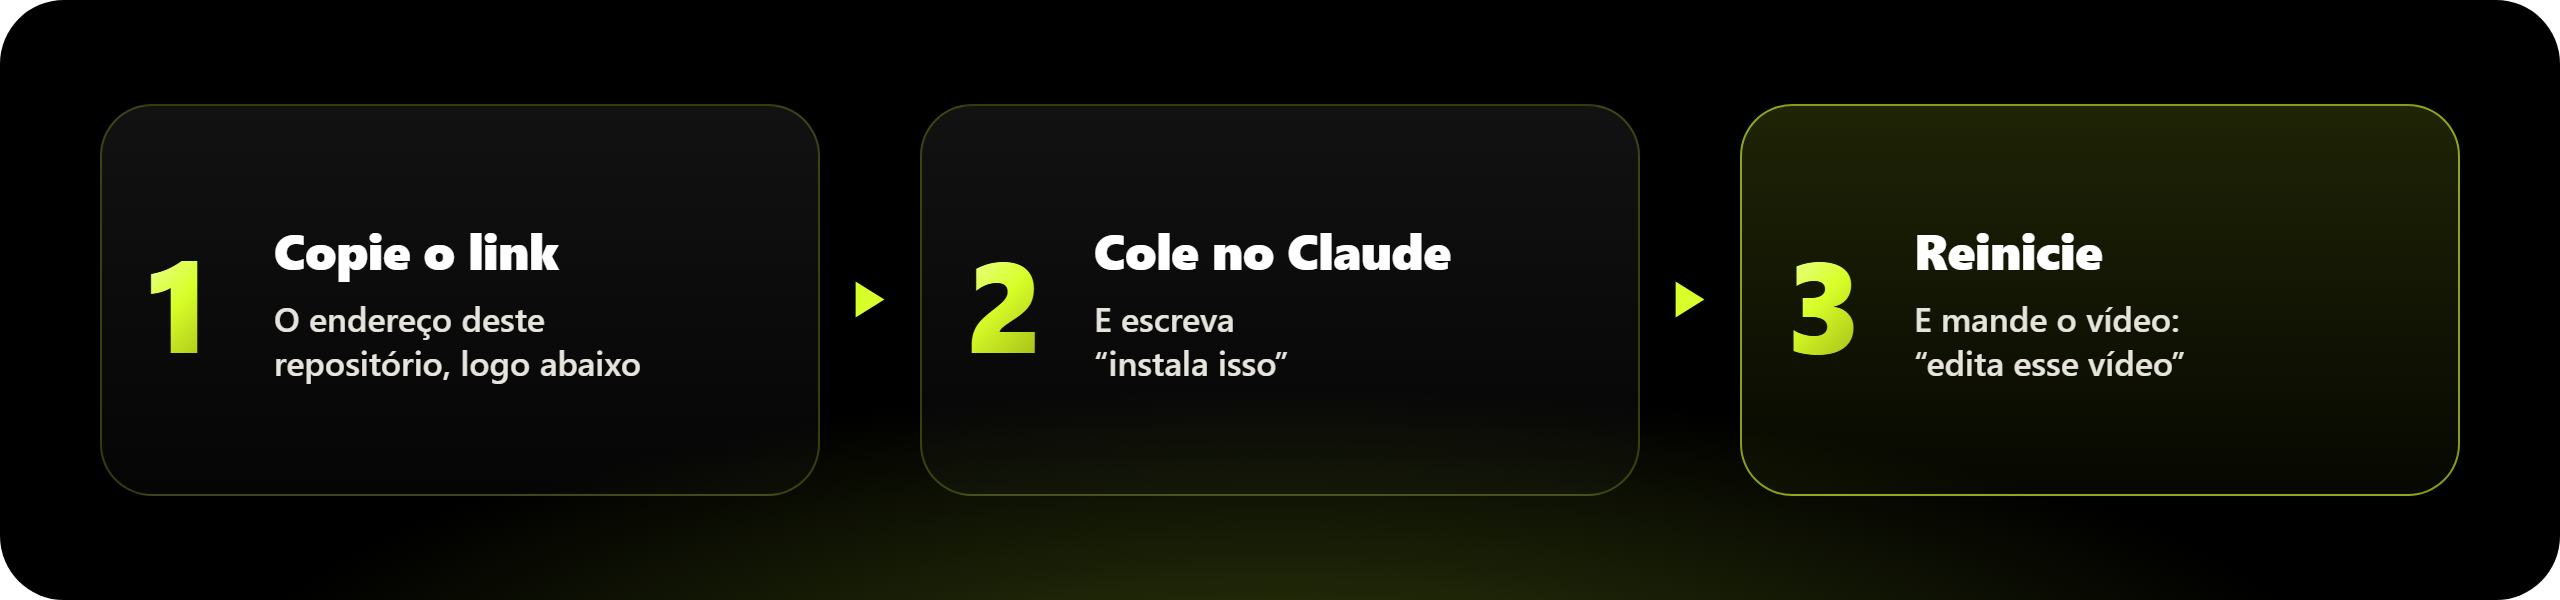 1
Copie o link
O endereço deste
repositório, logo abaixo
2
Cole no Claude
E escreva
“instala isso”
3
Reinicie
E mande o vídeo:
“edita esse vídeo”